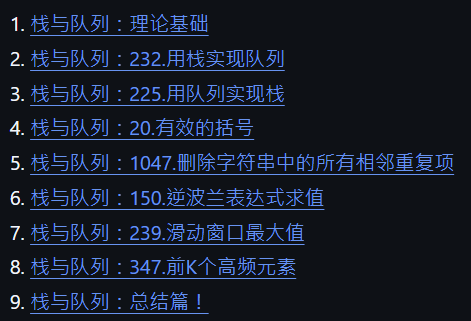 1. 栈与队列：理论基础
2. 栈与队列：232.用栈实现队列
3. 栈与队列：225.用队列实现栈
4. 栈与队列：20.有效的括号
5. 栈与队列：1047.删除字符串中的所有相邻重复项
6. 栈与队列：150.逆波兰表达式求值
7. 栈与队列：239.滑动窗口最大值
8. 栈与队列：347.前K个高频元素
9. 栈与队列：总结篇！